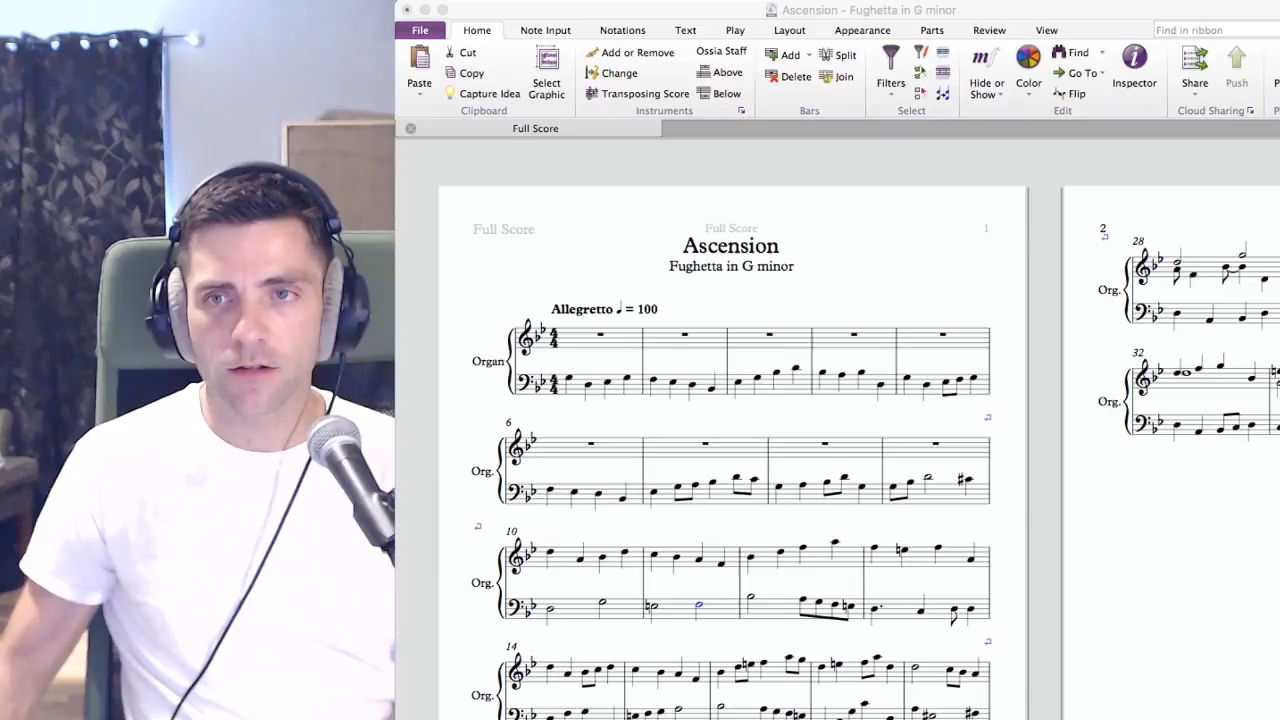 Ascension - Fughetta in G minor
File Home Note Input Notations Text Play Layout Appearance Parts Review View Find in ribbon
Paste Cut Copy Capture Idea Select Graphic Add or Remove Change Transposing Score Ossia Staff Above Below Add Delete Split Join Filters Hide or Show Color Find Go To Flip Inspector Share Push
Clipboard Instruments Bars Select Edit Cloud Sharing
Full Score
Full Score Full Score 1
Ascension
Fughetta in G minor
Allegretto ♩ = 100
Organ
6
Org.
10
Org.
14
Org.
2
28
Org.
32
Org.